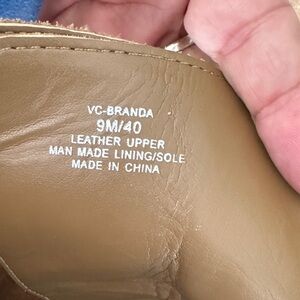 VC-BRANDA
9M/40
LEATHER UPPER
MAN MADE LINING/SOLE
MADE IN CHINA